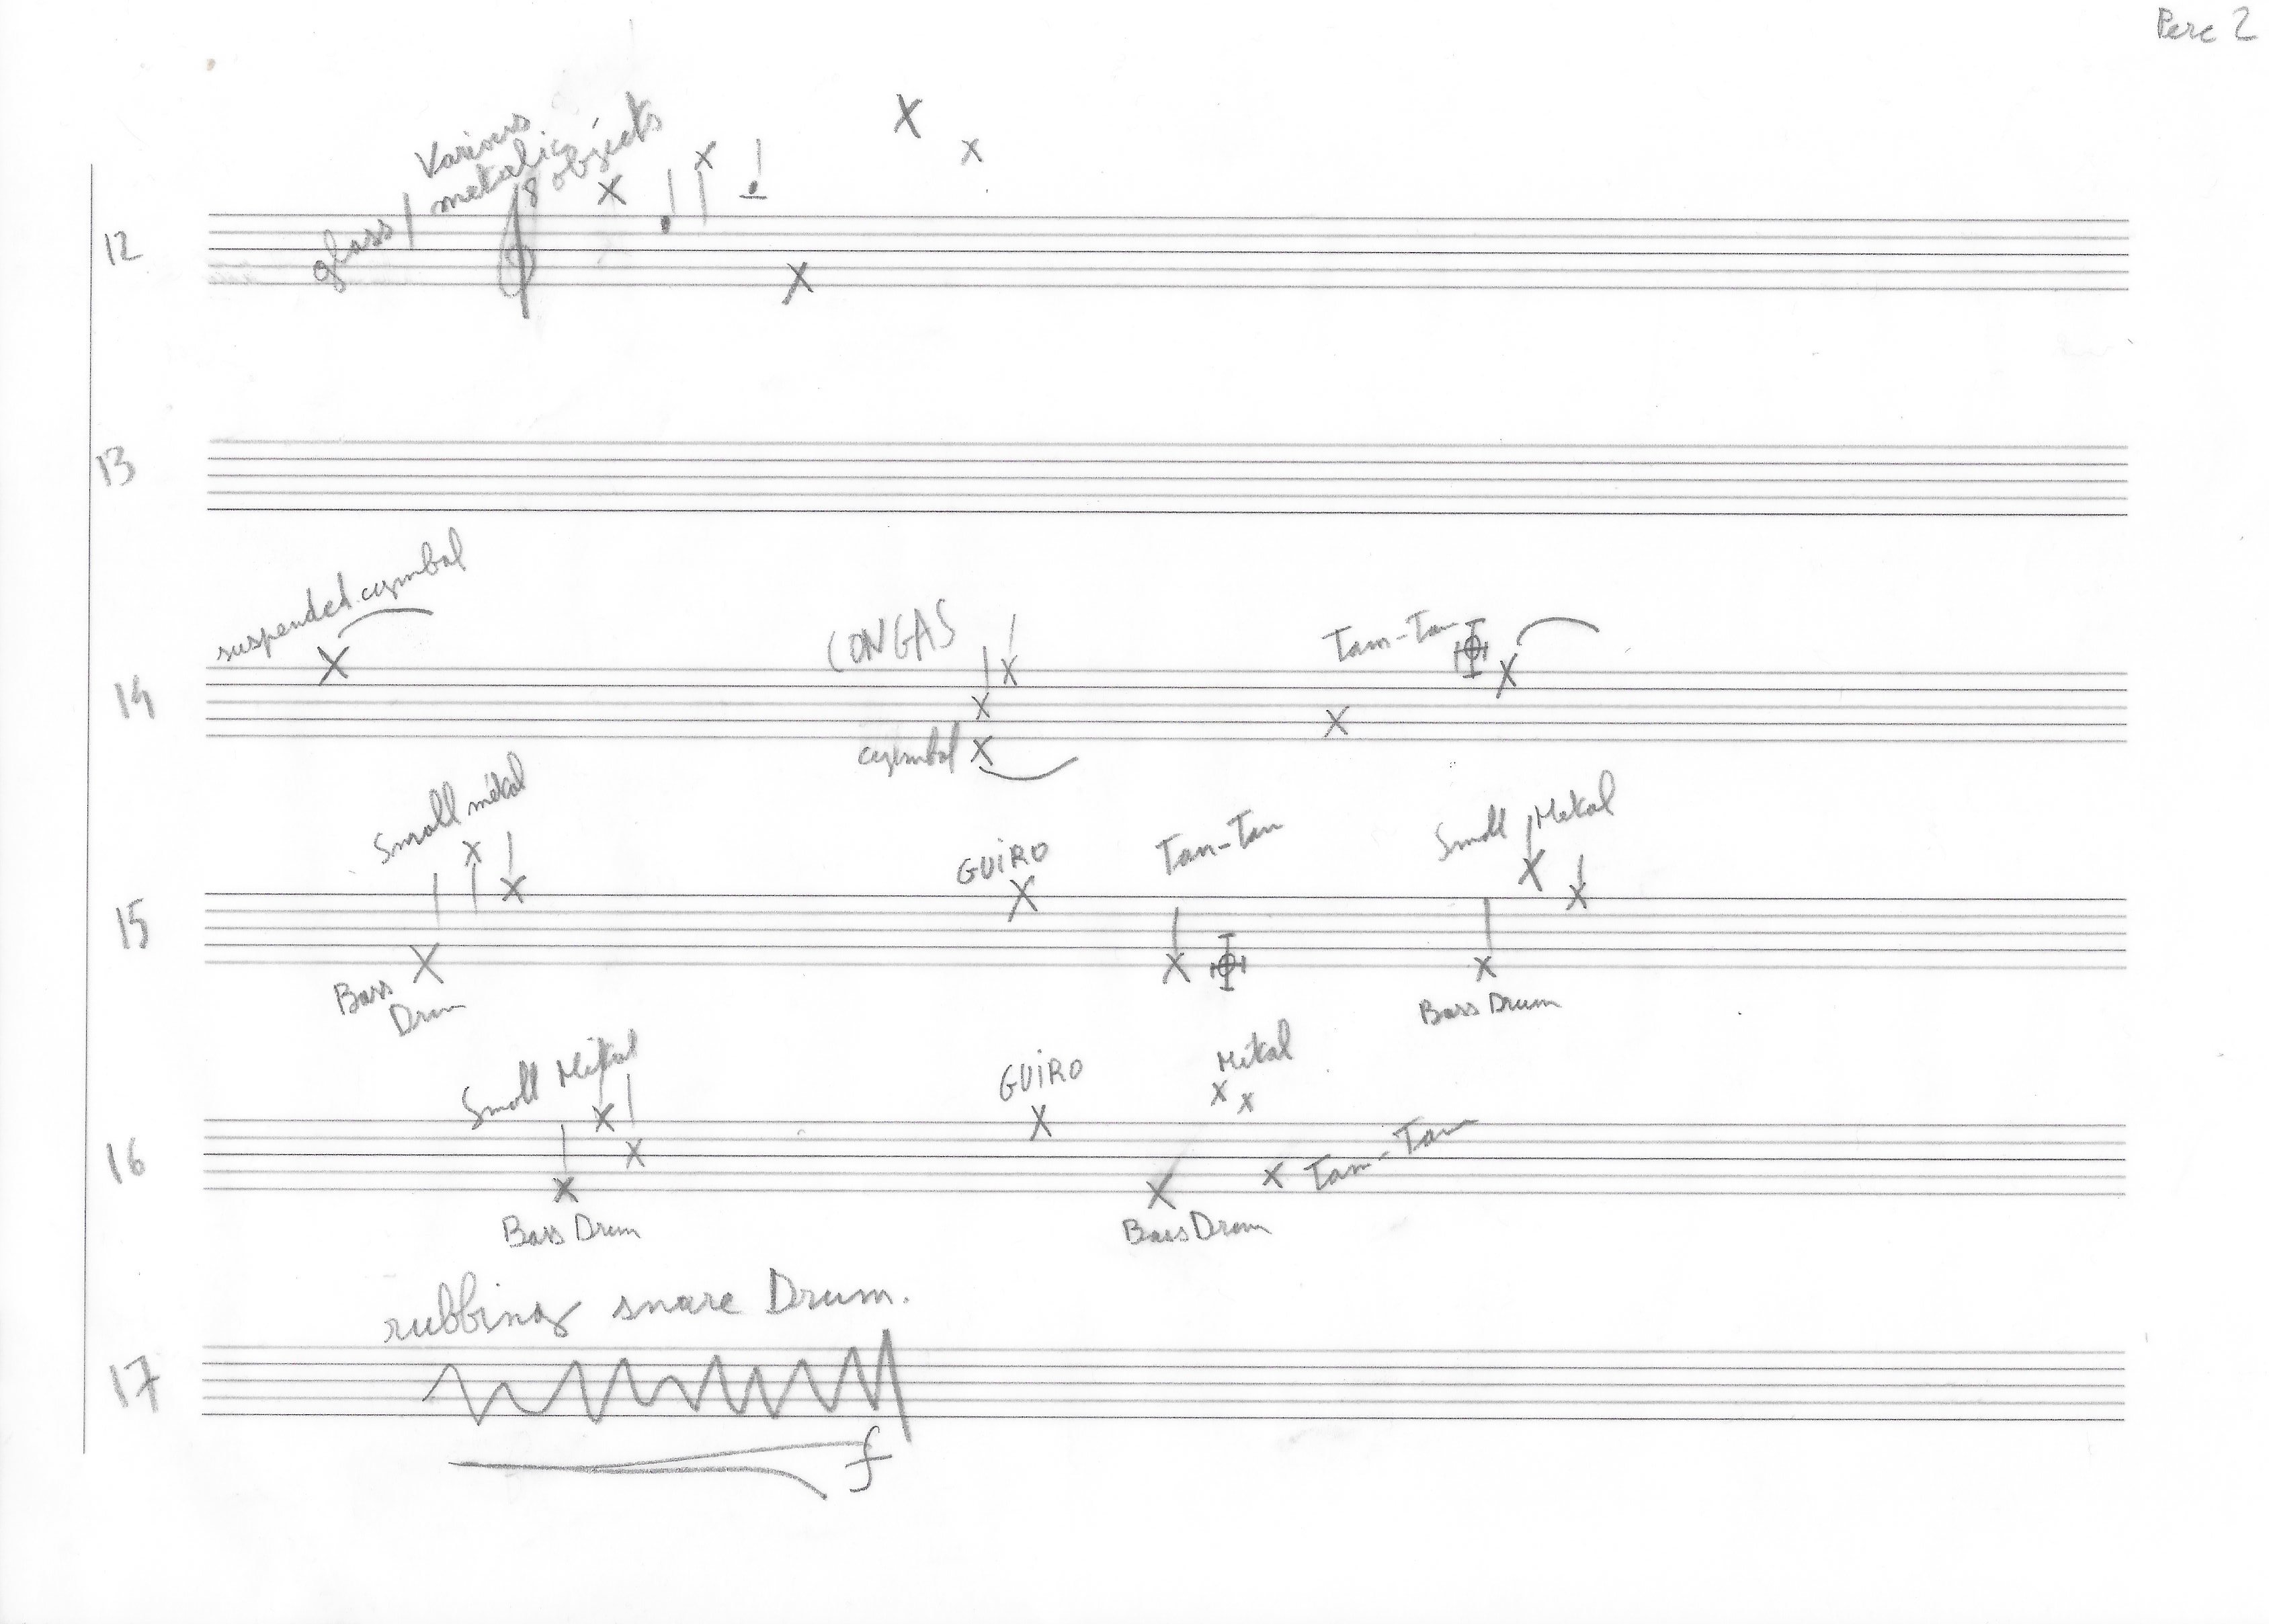 Perc 2
12
glass/
Various
metalic
objects
8
13
14
suspended cymbal
CONGAS
cymbal
Tam-Tam
15
Small métal
Bass
Drum
GUIRO
Tam-Tam
Small Metal
Bass Drum
16
Small Métal
Bass Drum
GUIRO
Métal
Tam-Tam
Bass Drum
17
rubbing snare Drum.
f